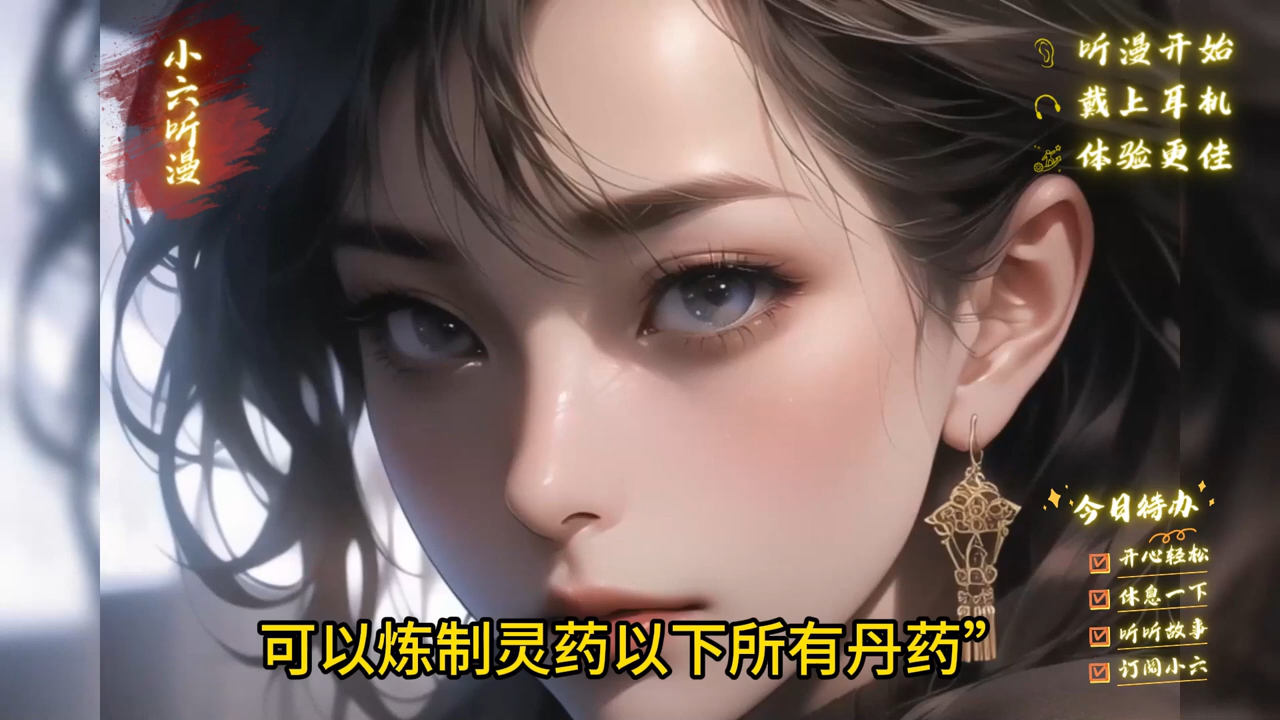 小六听漫
听漫开始
戴上耳机
体验更佳
今日待办
开心轻松
休息一下
听听故事
订阅小六
可以炼制灵药以下所有丹药”